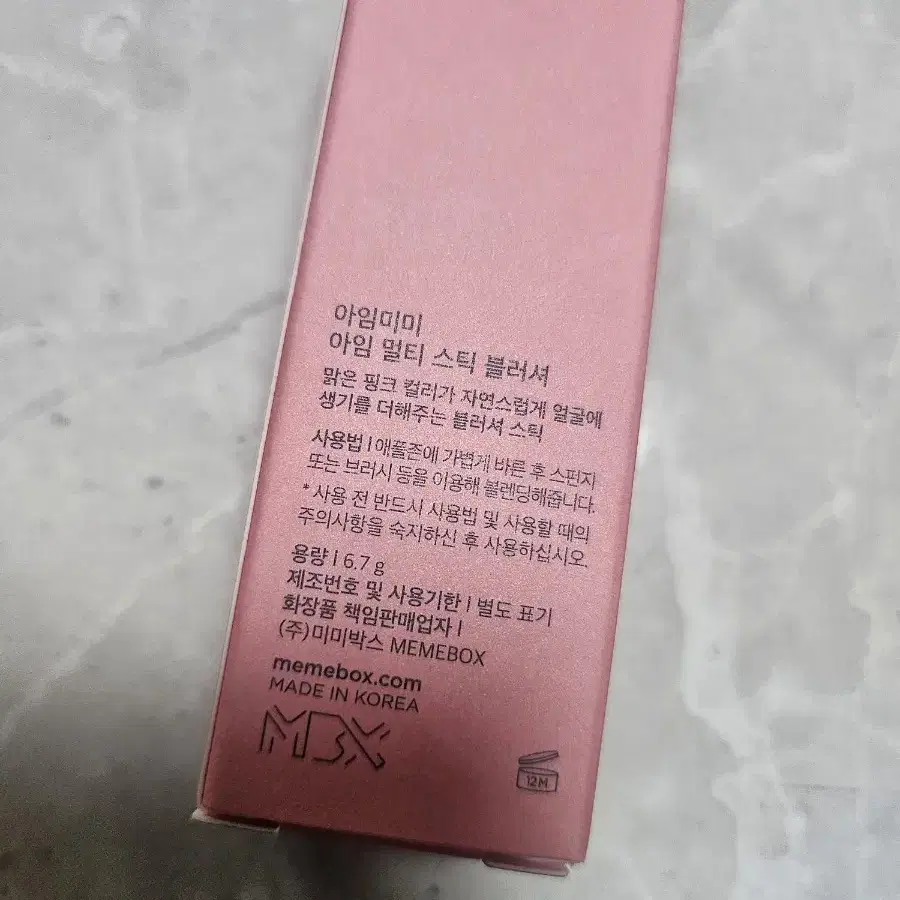 아임미미
아임 멀티 스틱 블러셔
맑은 핑크 컬러가 자연스럽게 얼굴에
생기를 더해주는 블러셔 스틱
사용법 | 애플존에 가볍게 바른 후 스펀지
또는 브러시 등을 이용해 블렌딩해줍니다.
* 사용 전 반드시 사용법 및 사용할 때의
주의사항을 숙지하신 후 사용하십시오.
용량 | 6.7 g
제조번호 및 사용기한 | 별도 표기
화장품 책임판매업자 |
(주)미미박스 MEMEBOX
memebox.com
MADE IN KOREA
MBX
12M